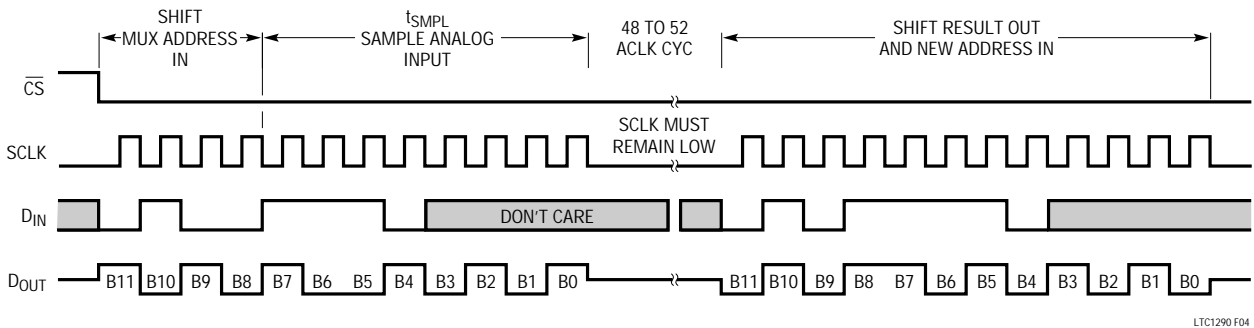 SHIFT
MUX ADDRESS
IN
tSMPL
SAMPLE ANALOG
INPUT
48 TO 52
ACLK CYC
SHIFT RESULT OUT
AND NEW ADDRESS IN
CS
SCLK
SCLK MUST
REMAIN LOW
DIN
DON'T CARE
DOUT
B11 B10 B9 B8 B7 B6 B5 B4 B3 B2 B1 B0 B11 B10 B9 B8 B7 B6 B5 B4 B3 B2 B1 B0
LTC1290 F04